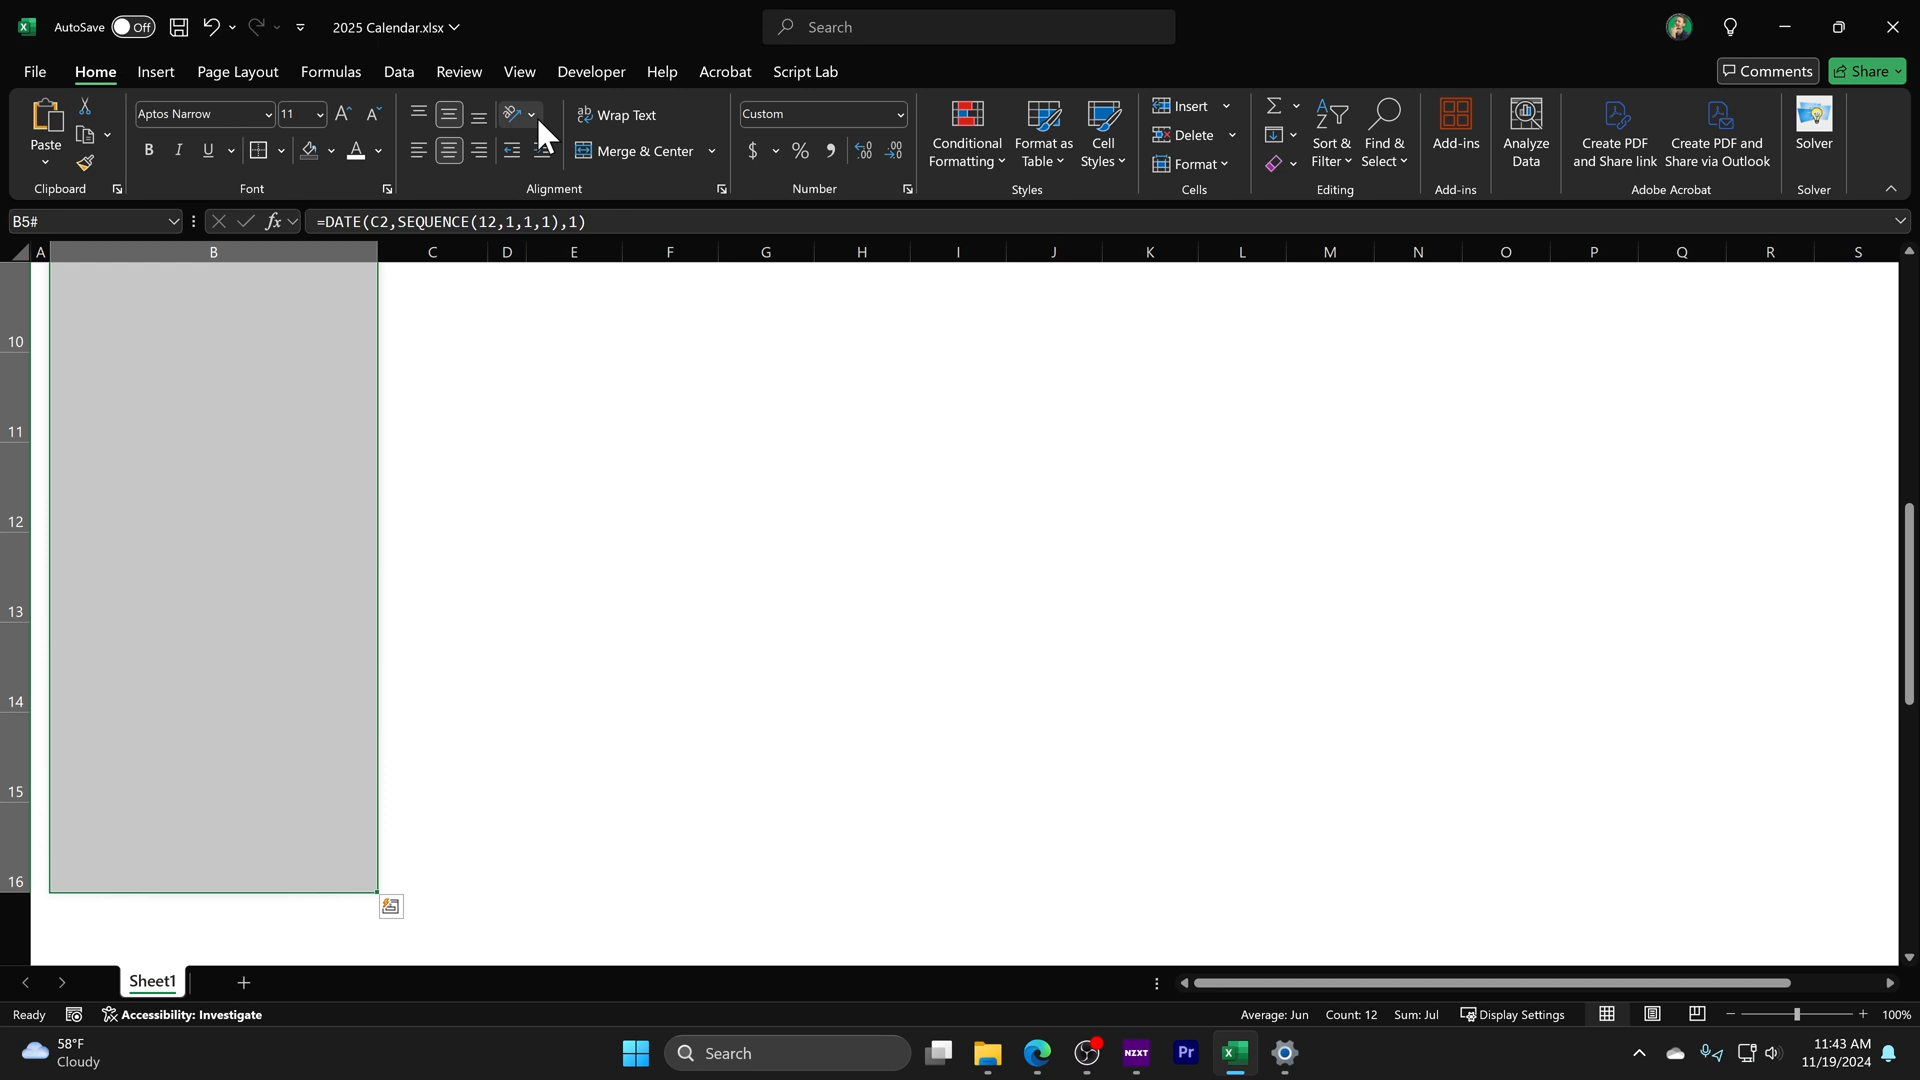 AutoSave Off 2025 Calendar.xlsx Search
File Home Insert Page Layout Formulas Data Review View Developer Help Acrobat Script Lab Comments Share
Paste
Clipboard
Aptos Narrow 11
B I U A
Font
ab
Wrap Text
Merge & Center
Alignment
Custom
$ % 9
Number
Conditional Formatting
Format as Table
Cell Styles
Styles
Insert
Delete
Format
Cells
Sort & Filter
Find & Select
Editing
Add-ins
Add-ins
Analyze Data
Create PDF and Share link
Create PDF and Share via Outlook
Adobe Acrobat
Solver
Solver
B5# fx =DATE(C2,SEQUENCE(12,1,1,1),1)
A B C D E F G H I J K L M N O P Q R S
10
11
12
13
14
15
16
Sheet1
Ready Accessibility: Investigate Average: Jun Count: 12 Sum: Jul Display Settings 100%
58°F
Cloudy
Search
NZXT
Pr
11:43 AM
11/19/2024